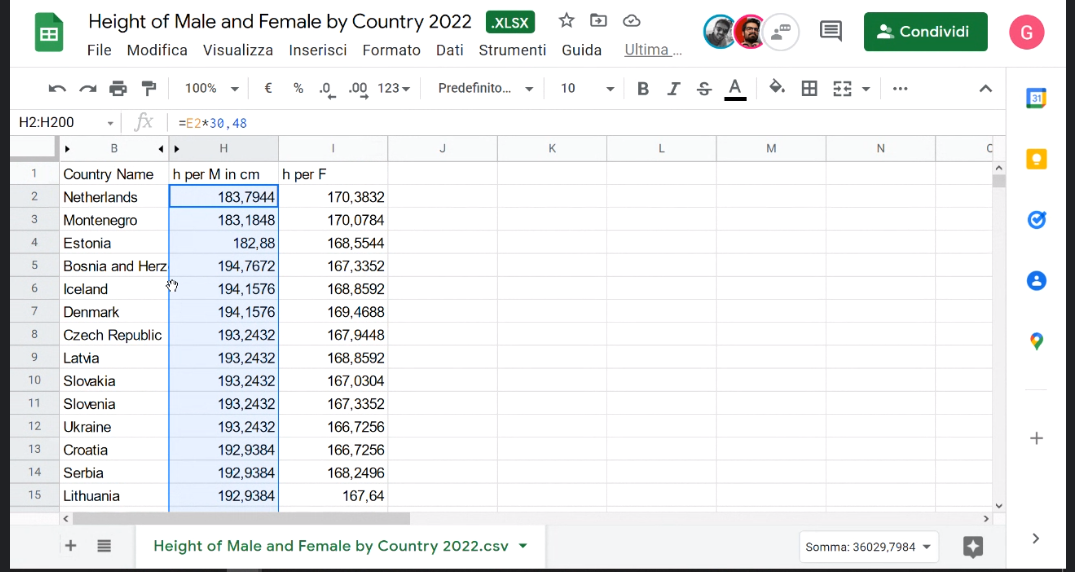 Height of Male and Female by Country 2022 .XLSX
File Modifica Visualizza Inserisci Formato Dati Strumenti Guida Ultima ...
Condividi
G
100% € % .0 .00 123 Predefinito... 10 B I S A ...
31
H2:H200 fx =E2*30,48
B H I J K L M N
1 Country Name h per M in cm h per F
2 Netherlands 183,7944 170,3832
3 Montenegro 183,1848 170,0784
4 Estonia 182,88 168,5544
5 Bosnia and Herz 194,7672 167,3352
6 Iceland 194,1576 168,8592
7 Denmark 194,1576 169,4688
8 Czech Republic 193,2432 167,9448
9 Latvia 193,2432 168,8592
10 Slovakia 193,2432 167,0304
11 Slovenia 193,2432 167,3352
12 Ukraine 193,2432 166,7256
13 Croatia 192,9384 166,7256
14 Serbia 192,9384 168,2496
15 Lithuania 192,9384 167,64
Height of Male and Female by Country 2022.csv
Somma: 36029,7984